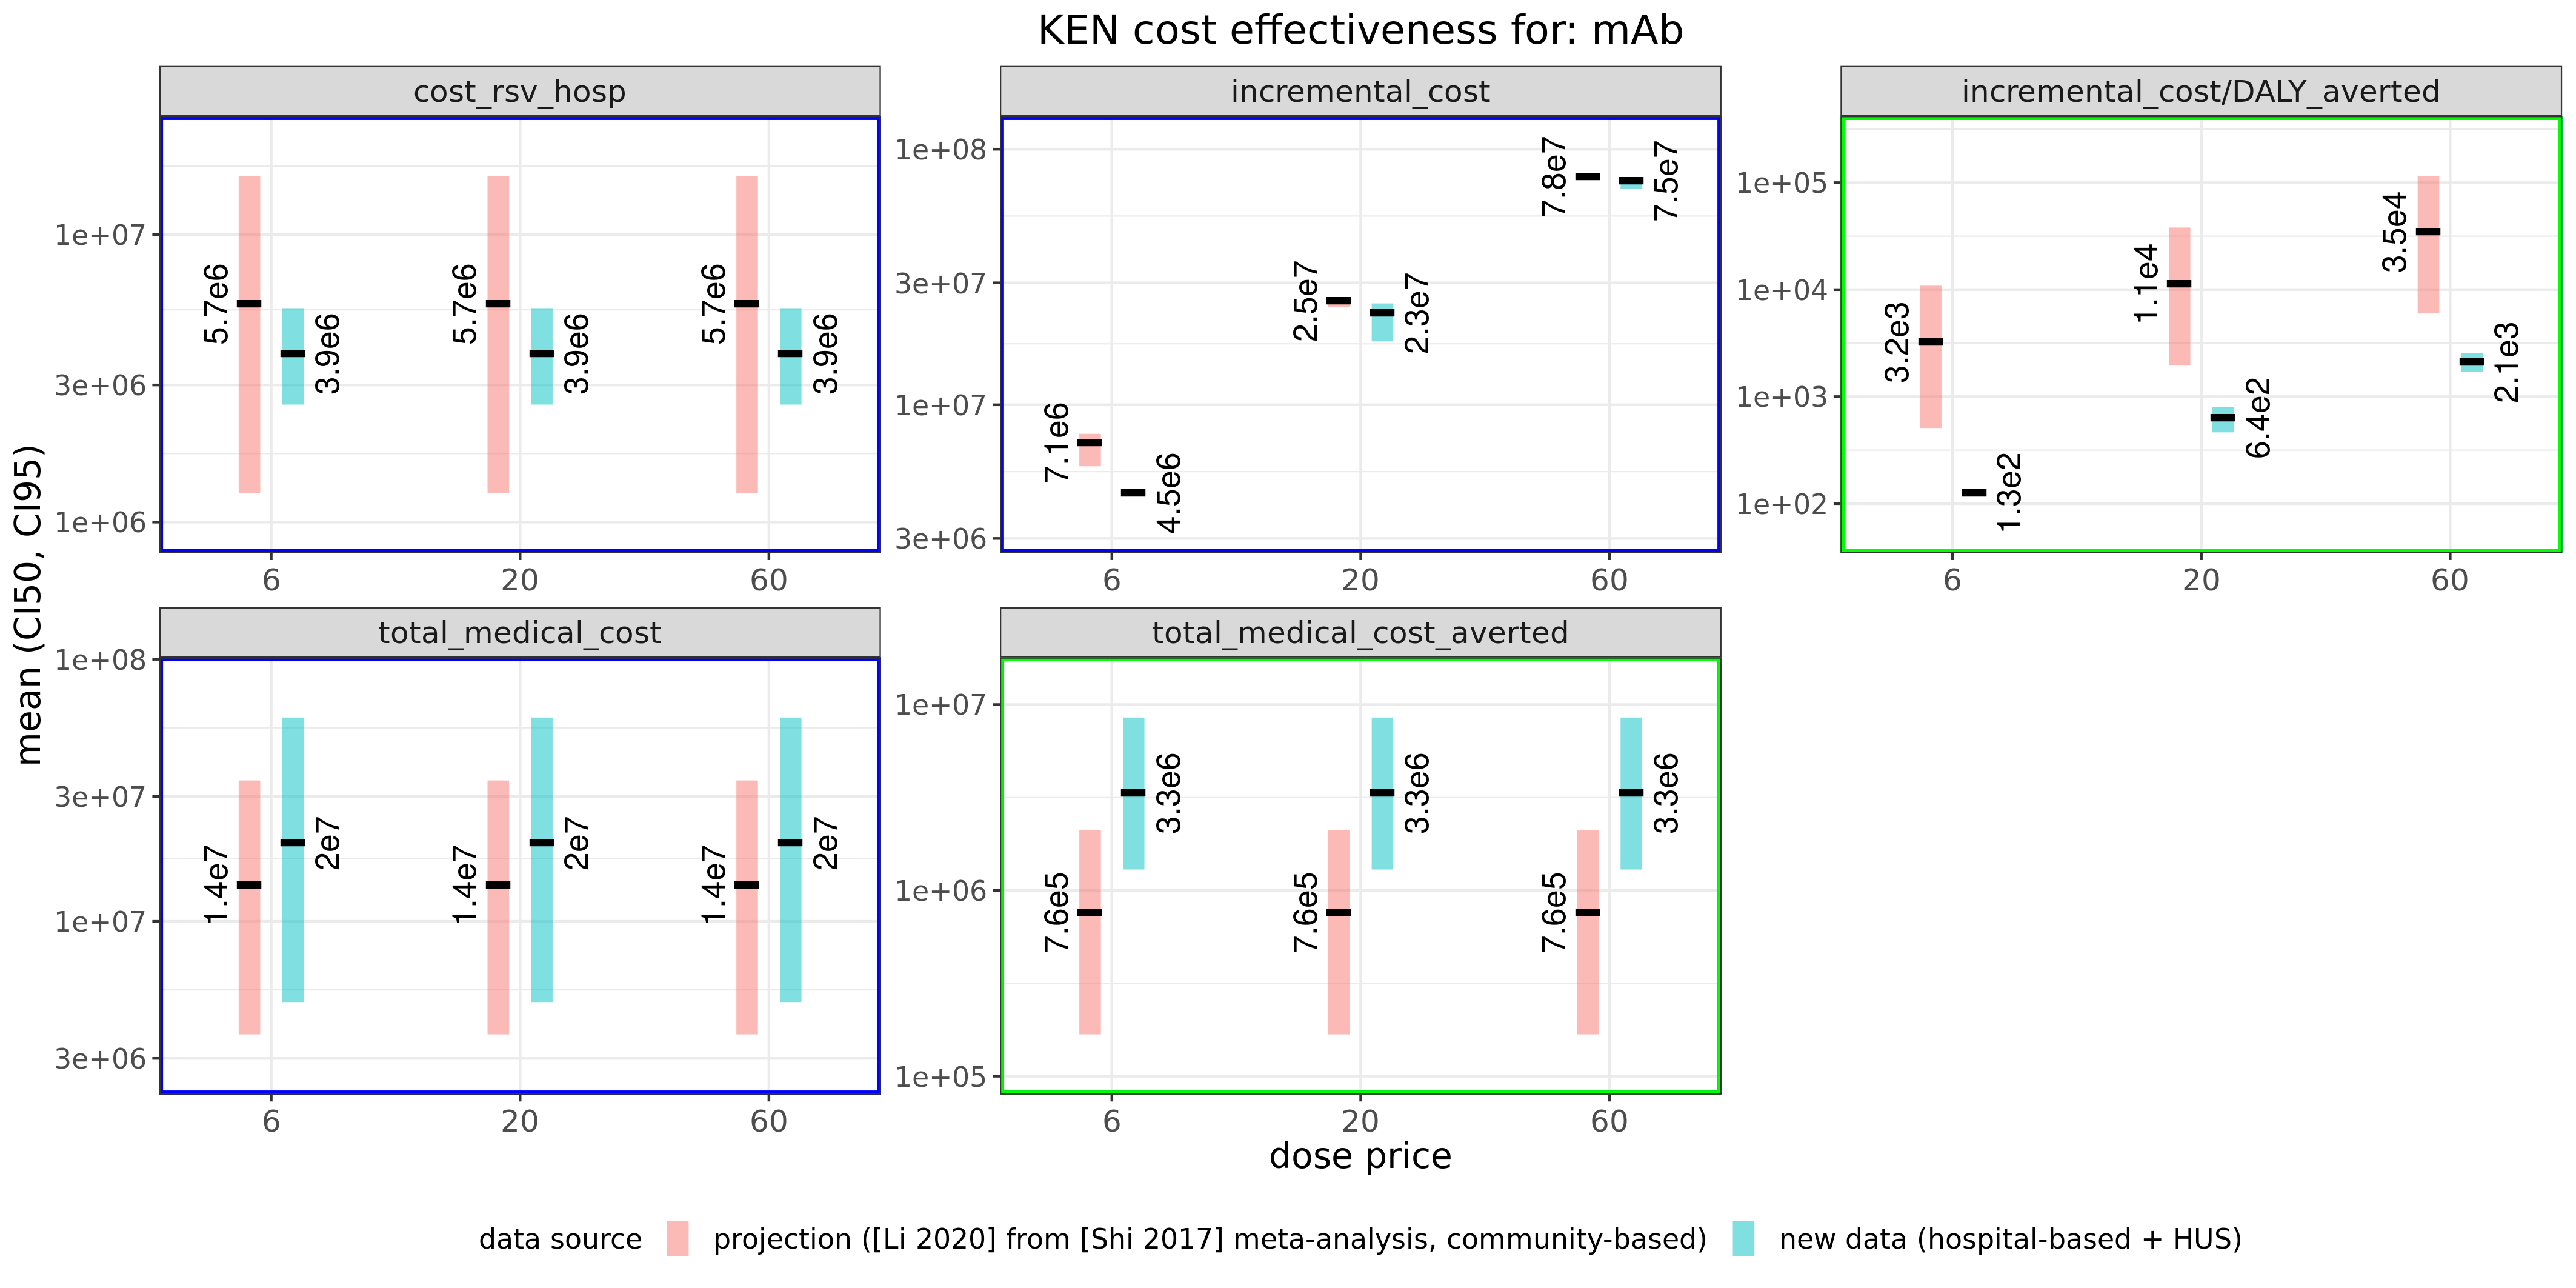 KEN cost effectiveness for: mAb
cost_rsv_hosp
incremental_cost
incremental_cost/DALY_averted
1e+07
3e+06
1e+06
5.7e6
3.9e6
5.7e6
3.9e6
5.7e6
3.9e6
6
20
60
1e+08
3e+07
1e+07
3e+06
7.1e6
4.5e6
2.5e7
2.3e7
7.8e7
7.5e7
6
20
60
1e+05
1e+04
1e+03
1e+02
3.2e3
1.3e2
1.1e4
6.4e2
3.5e4
2.1e3
6
20
60
mean (CI50, CI95)
total_medical_cost
total_medical_cost_averted
1e+08
3e+07
1e+07
3e+06
1.4e7
2e7
1.4e7
2e7
1.4e7
2e7
6
20
60
1e+07
1e+06
1e+05
7.6e5
3.3e6
7.6e5
3.3e6
7.6e5
3.3e6
6
20
60
dose price
data source projection ([Li 2020] from [Shi 2017] meta-analysis, community-based) new data (hospital-based + HUS)